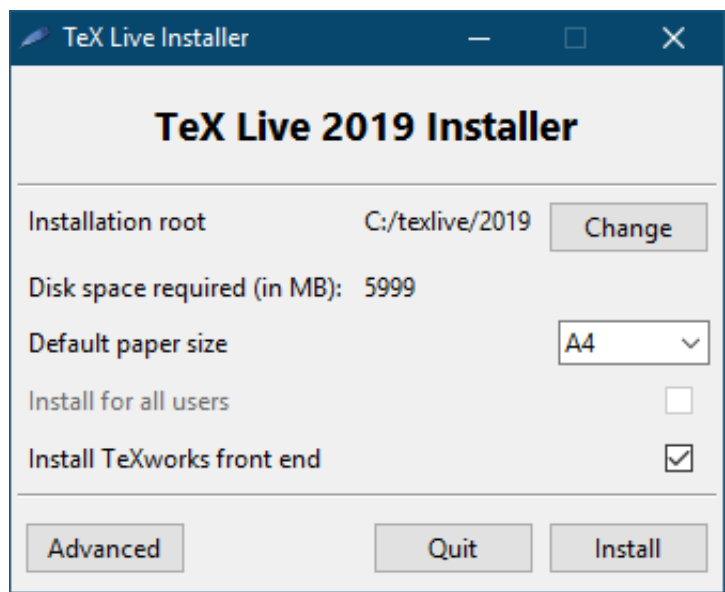 TeX Live Installer
TeX Live 2019 Installer
Installation root C:/texlive/2019 Change
Disk space required (in MB): 5999
Default paper size A4
Install for all users
Install TeXworks front end
Advanced Quit Install